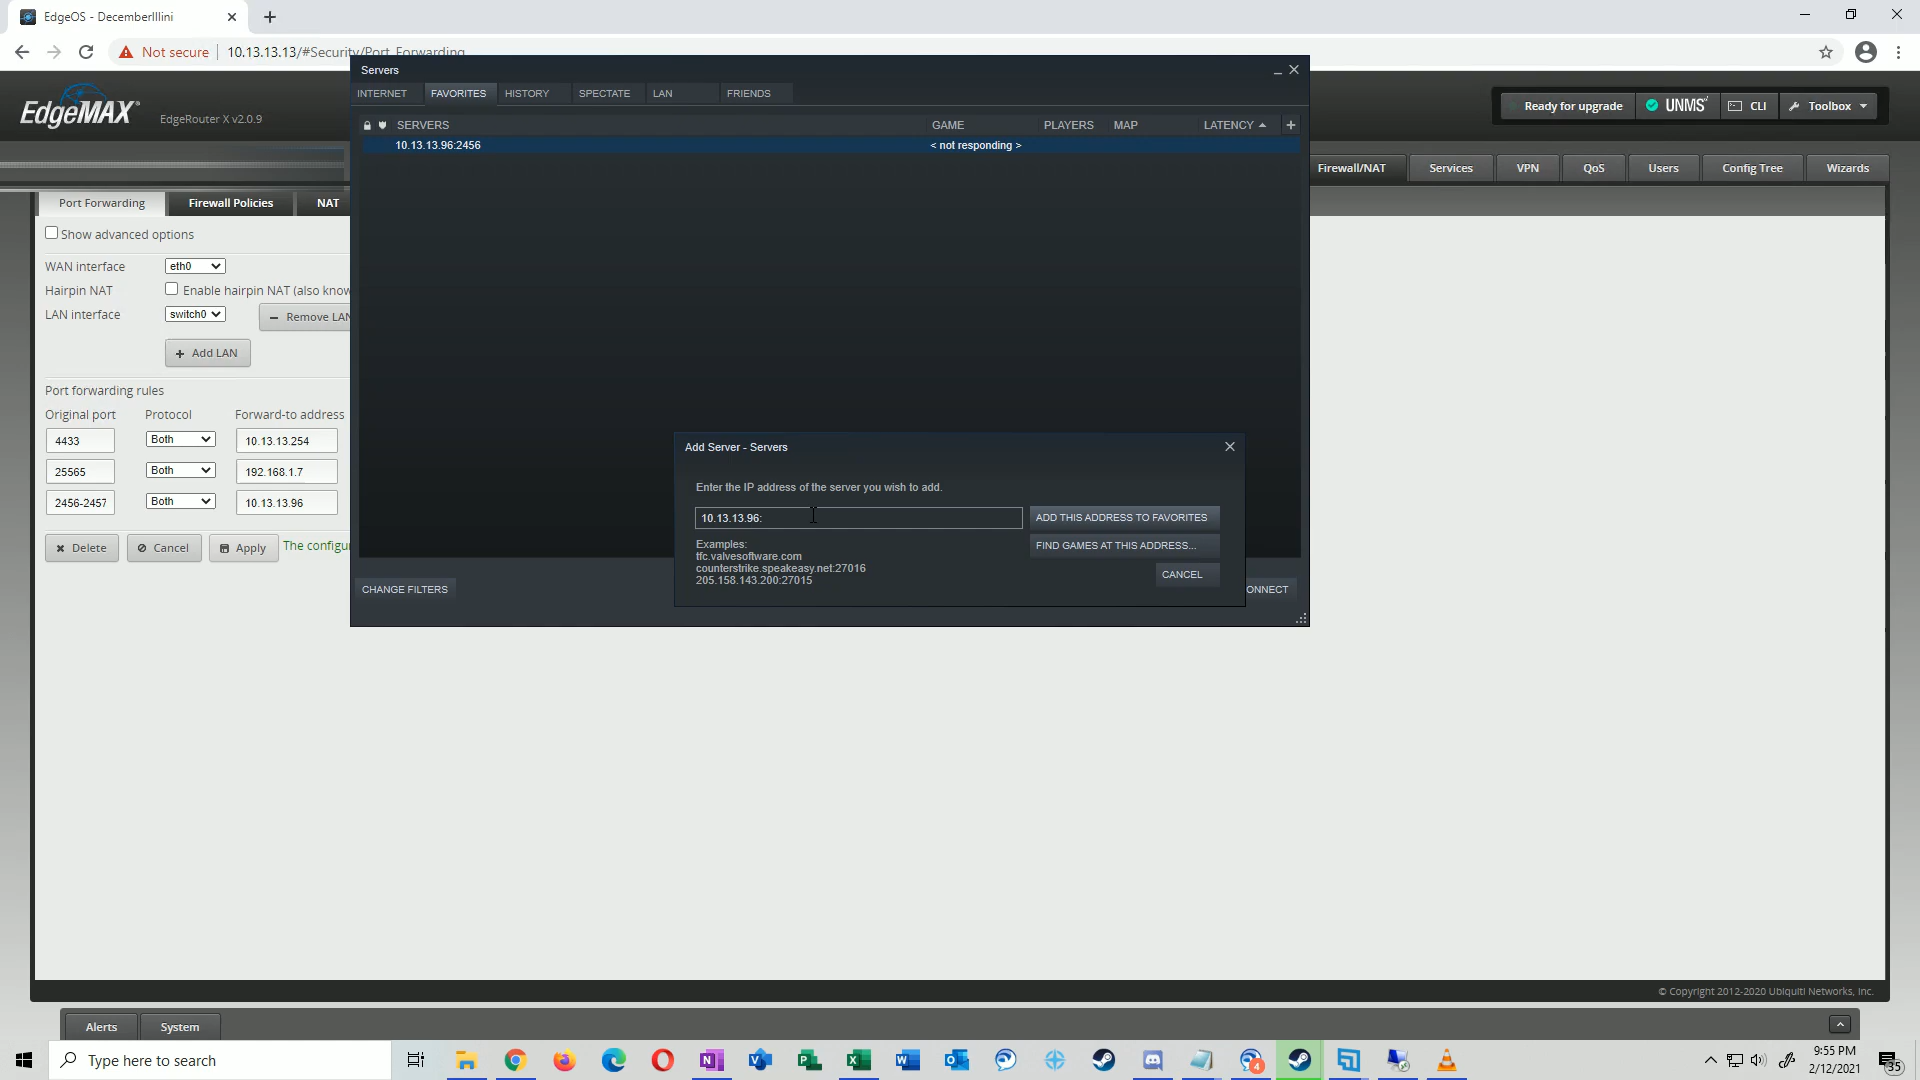 EdgeOS - DecemberIllini
Not secure
10.13.13.13/#Security/Port_Forwarding
EdgeMAX
EdgeRouter X v2.0.9
Ready for upgrade
UNMS
CLI
Toolbox
Firewall/NAT
Services
VPN
QoS
Users
Config Tree
Wizards
Servers
INTERNET
FAVORITES
HISTORY
SPECTATE
LAN
FRIENDS
SERVERS
GAME
PLAYERS
MAP
LATENCY
10.13.13.96:2456
< not responding >
Port Forwarding
Firewall Policies
NAT
Show advanced options
WAN interface
eth0
Hairpin NAT
Enable hairpin NAT (also know
LAN interface
switch0
Remove LAN
Add LAN
Port forwarding rules
Original port
Protocol
Forward-to address
4433
Both
10.13.13.254
25565
Both
192.168.1.7
2456-2457
Both
10.13.13.96
Delete
Cancel
Apply
The configu
Add Server - Servers
Enter the IP address of the server you wish to add.
10.13.13.96:
ADD THIS ADDRESS TO FAVORITES
Examples:
tfc.valvesoftware.com
counterstrike.speakeasy.net:27016
205.158.143.200:27015
FIND GAMES AT THIS ADDRESS...
CANCEL
CHANGE FILTERS
ONNECT
© Copyright 2012-2020 Ubiquiti Networks, Inc.
Alerts
System
Type here to search
4
9:55 PM
2/12/2021
35